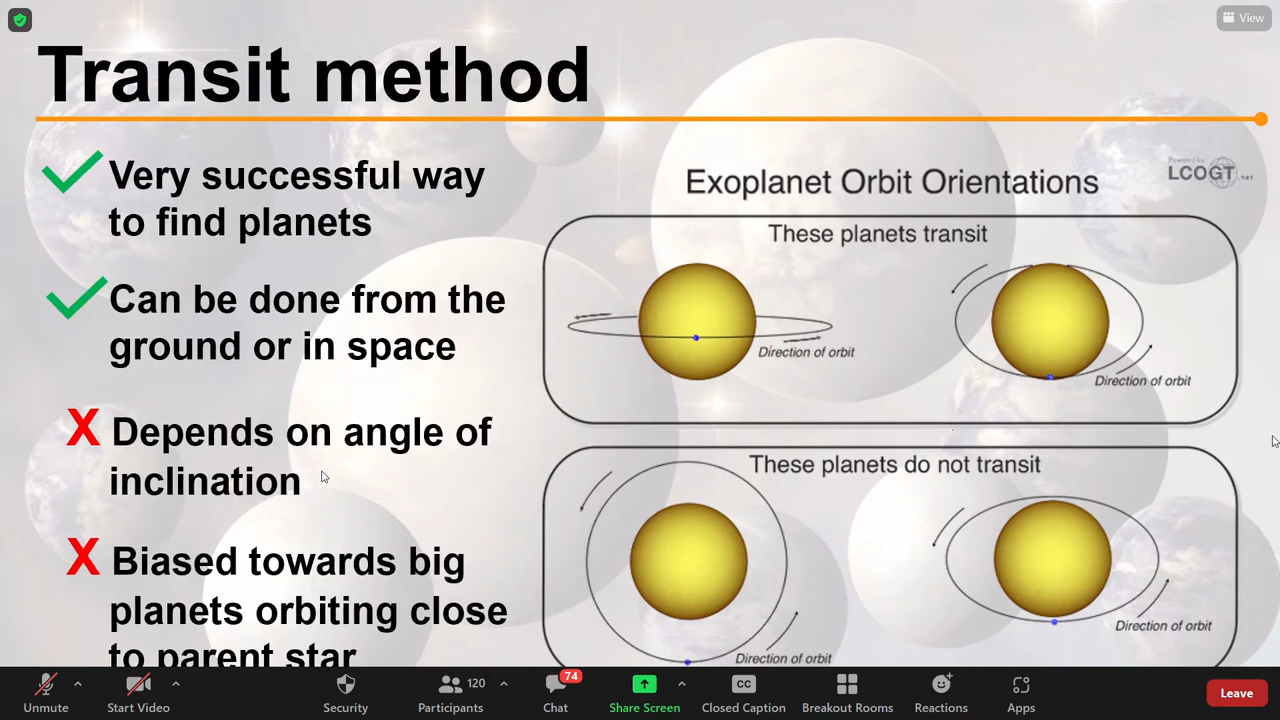 View
Transit method
Very successful way
to find planets
Can be done from the
ground or in space
X Depends on angle of
inclination
X Biased towards big
planets orbiting close
to parent star
Powered by
LCOGT.net
Exoplanet Orbit Orientations
These planets transit
Direction of orbit
Direction of orbit
These planets do not transit
Direction of orbit
Direction of orbit
Unmute
Start Video
Security
120
Participants
74
Chat
Share Screen
CC
Closed Caption
Breakout Rooms
Reactions
Apps
Leave